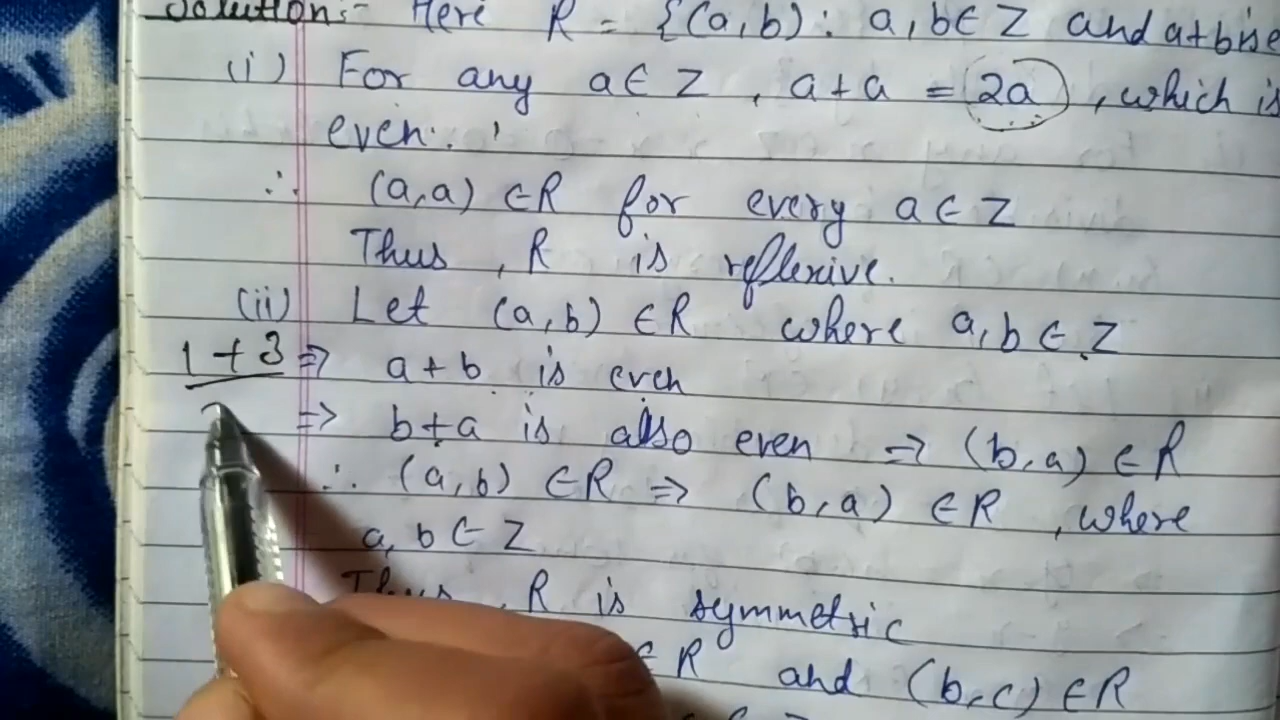 Solution:- Here R = {(a,b): a,b∈Z and a+b is e
(i) For any a∈Z, a+a = 2a, which is
even.
∴ (a,a) ∈R for every a∈Z
Thus, R is reflexive.
(ii) Let (a,b) ∈R where a,b∈Z
1+3 ⇒ a+b is even
⇒ b+a is also even ⇒ (b,a) ∈R
∴ (a,b) ∈R ⇒ (b,a) ∈R, where
a,b∈Z
Thus, R is symmetric
∈R and (b,c) ∈R